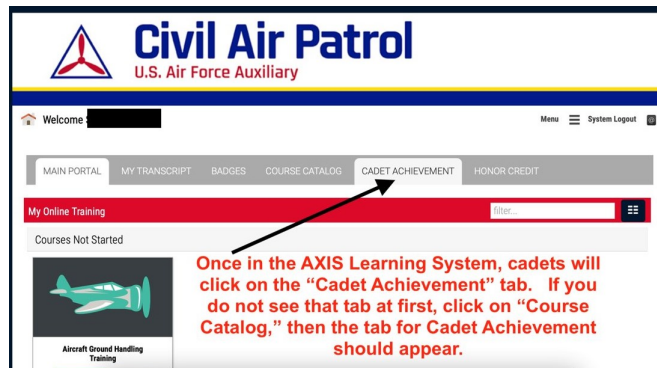 Civil Air Patrol
U.S. Air Force Auxiliary
Welcome
Menu System Logout
MAIN PORTAL MY TRANSCRIPT BADGES COURSE CATALOG CADET ACHIEVEMENT HONOR CREDIT
My Online Training filter...
Courses Not Started
Once in the AXIS Learning System, cadets will
click on the “Cadet Achievement” tab. If you
do not see that tab at first, click on “Course
Catalog,” then the tab for Cadet Achievement
should appear.
Aircraft Ground Handling
Training